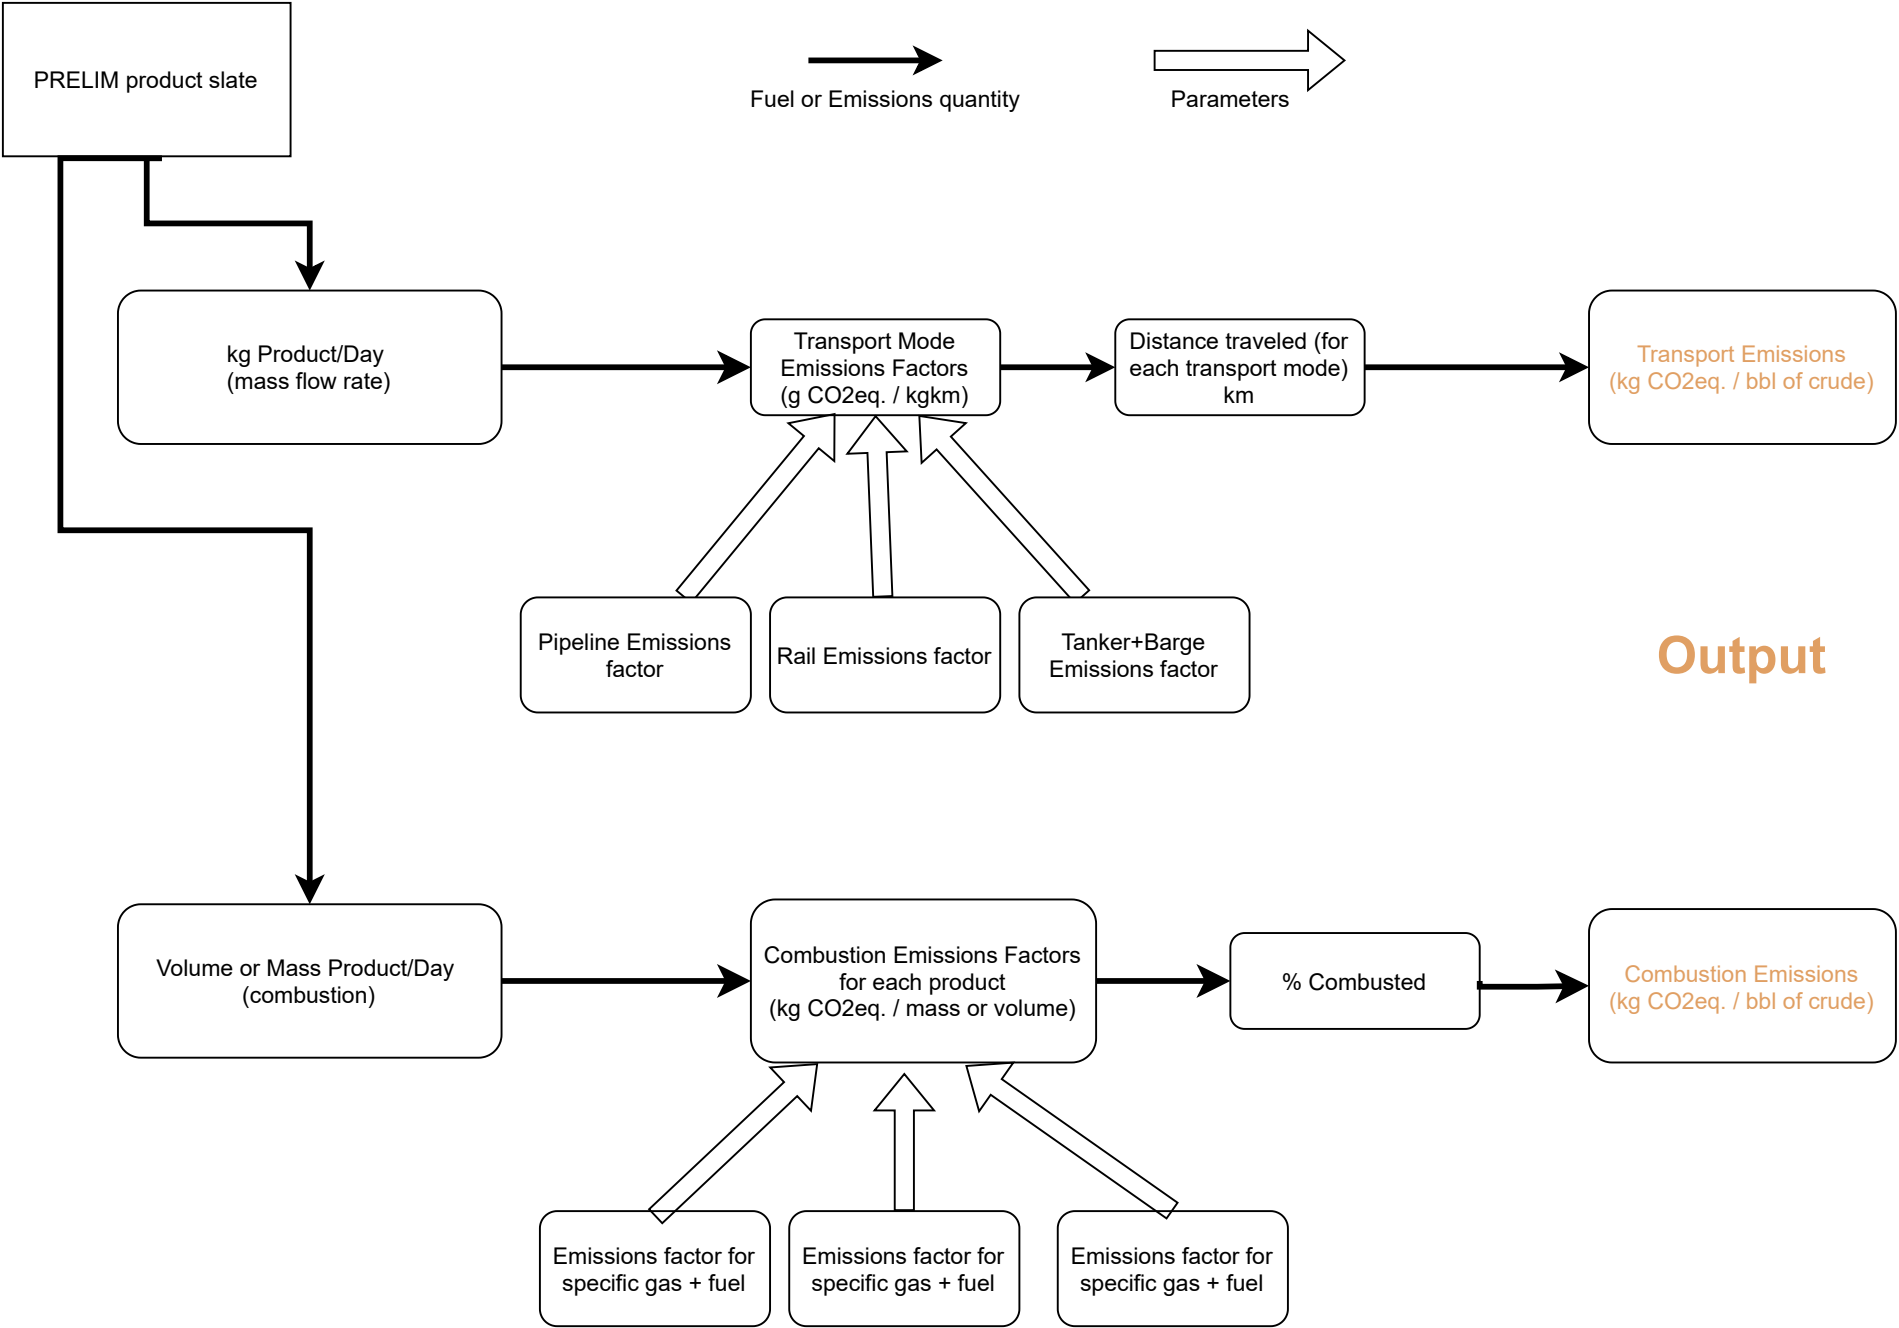 PRELIM product slate
Fuel or Emissions quantity
Parameters
kg Product/Day
(mass flow rate)
Transport Mode
Emissions Factors
(g CO2eq. / kgkm)
Distance traveled (for
each transport mode)
km
Transport Emissions
(kg CO2eq. / bbl of crude)
Pipeline Emissions
factor
Rail Emissions factor
Tanker+Barge
Emissions factor
Output
Volume or Mass Product/Day
(combustion)
Combustion Emissions Factors
for each product
(kg CO2eq. / mass or volume)
% Combusted
Combustion Emissions
(kg CO2eq. / bbl of crude)
Emissions factor for
specific gas + fuel
Emissions factor for
specific gas + fuel
Emissions factor for
specific gas + fuel